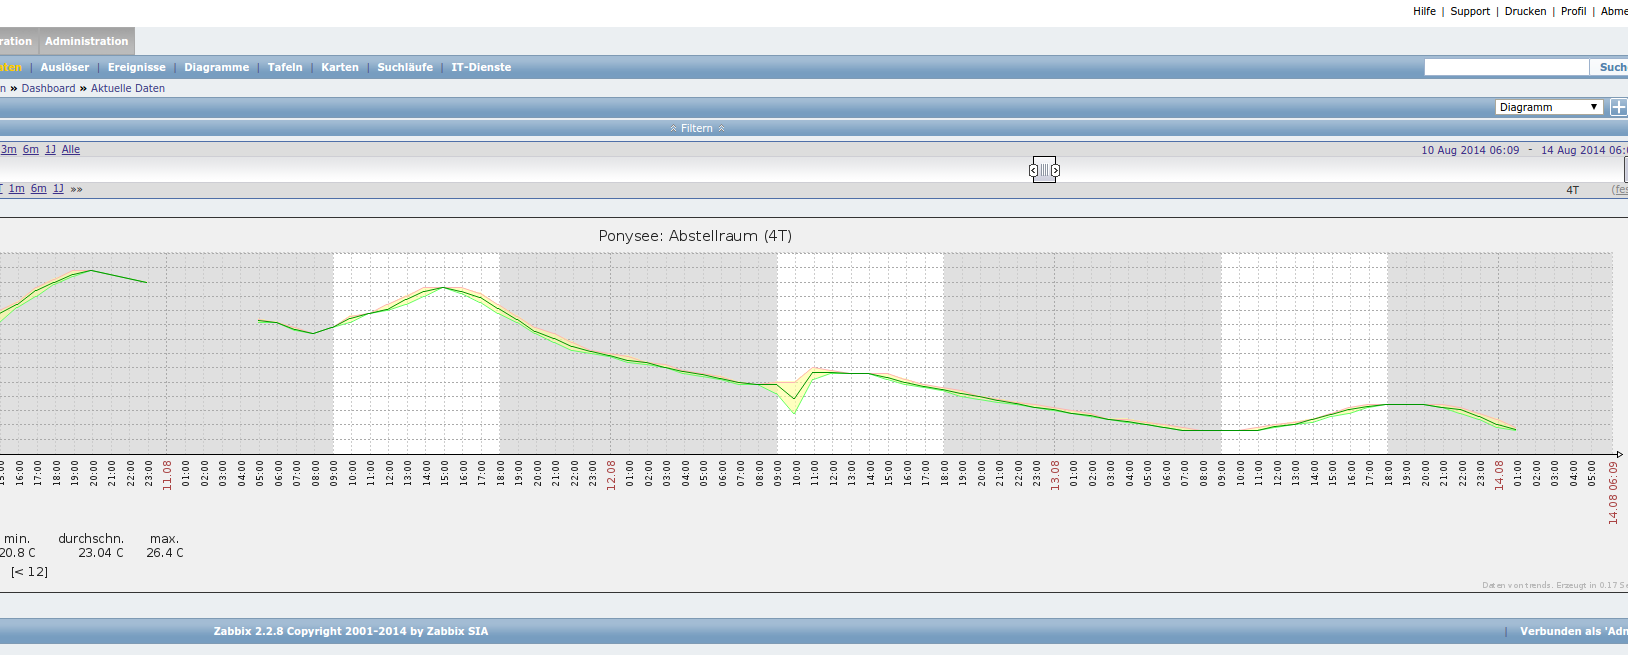 Hilfe | Support | Drucken | Profil | Abme
ration Administration
aten | Auslöser | Ereignisse | Diagramme | Tafeln | Karten | Suchläufe | IT-Dienste Such
n » Dashboard » Aktuelle Daten
Diagramm
Filtern
3m 6m 1J Alle 10 Aug 2014 06:09 - 14 Aug 2014 06:0
T 1m 6m 1J »» 4T (fes
Ponysee: Abstellraum (4T)
15:00 16:00 17:00 18:00 19:00 20:00 21:00 22:00 23:00 11.08 01:00 02:00 03:00 04:00 05:00 06:00 07:00 08:00 09:00 10:00 11:00 12:00 13:00 14:00 15:00 16:00 17:00 18:00 19:00 20:00 21:00 22:00 23:00 12.08 01:00 02:00 03:00 04:00 05:00 06:00 07:00 08:00 09:00 10:00 11:00 12:00 13:00 14:00 15:00 16:00 17:00 18:00 19:00 20:00 21:00 22:00 23:00 13.08 01:00 02:00 03:00 04:00 05:00 06:00 07:00 08:00 09:00 10:00 11:00 12:00 13:00 14:00 15:00 16:00 17:00 18:00 19:00 20:00 21:00 22:00 23:00 14.08 01:00 02:00 03:00 04:00 05:00 14.08 06:09
min. durchschn. max.
20.8 C 23.04 C 26.4 C
[< 12]
Daten von trends. Erzeugt in 0.17 Se
Zabbix 2.2.8 Copyright 2001-2014 by Zabbix SIA | Verbunden als 'Adm